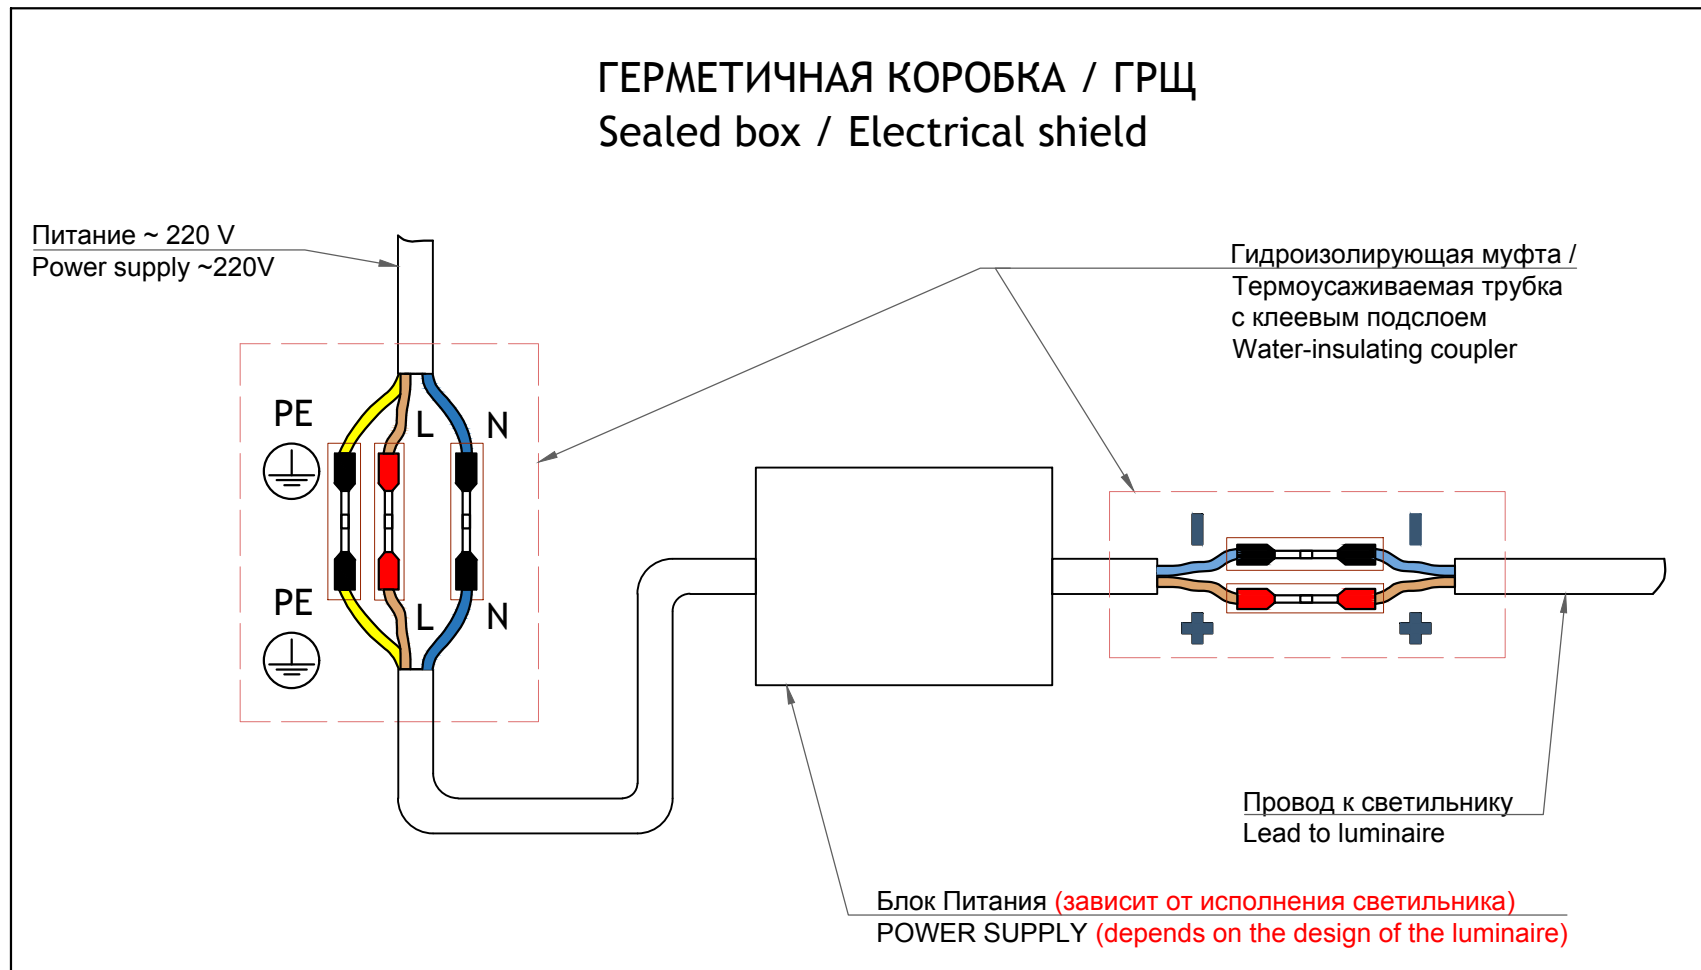 ГЕРМЕТИЧНАЯ КОРОБКА / ГРЩ
Sealed box / Electrical shield
Питание ~ 220 V
Power supply ~220V
Гидроизолирующая муфта /
Термоусаживаемая трубка
с клеевым подслоем
Water-insulating coupler
PE
L
N
PE
L
N
Провод к светильнику
Lead to luminaire
Блок Питания (зависит от исполнения светильника)
POWER SUPPLY (depends on the design of the luminaire)